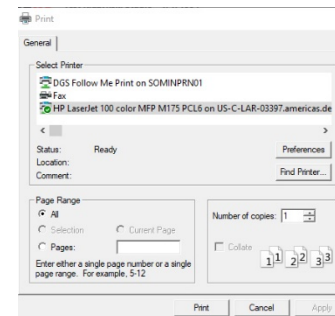 Print
General
Select Printer
DGS Follow Me Print on SOMINPRN01
Fax
HP LaserJet 100 color MFP M175 PCL6 on US-C-LAR-03397.americas.de
Status: Ready
Preferences
Location:
Comment:
Find Printer...
Page Range
All
Selection
Current Page
Pages:
Enter either a single page number or a single
page range. For example, 5-12
Number of copies: 1
Collate
1 1 2 2 3 3
Print Cancel Apply